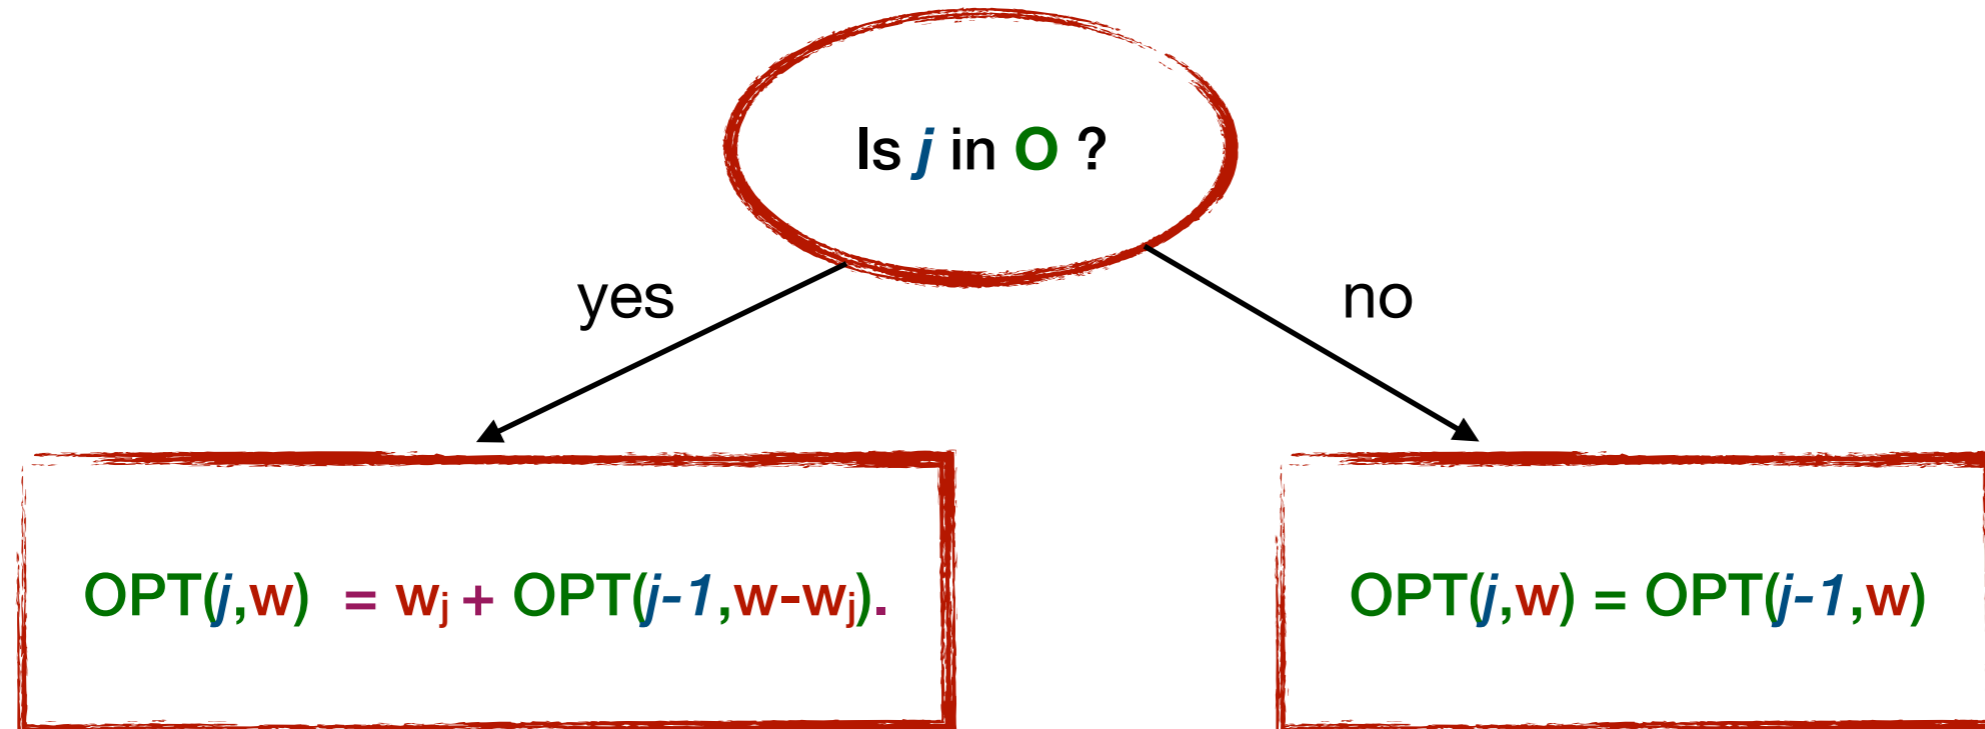 Is j in O ?
yes
no
OPT(j,w) = wj + OPT(j-1,w-wj).
OPT(j,w) = OPT(j-1,w)